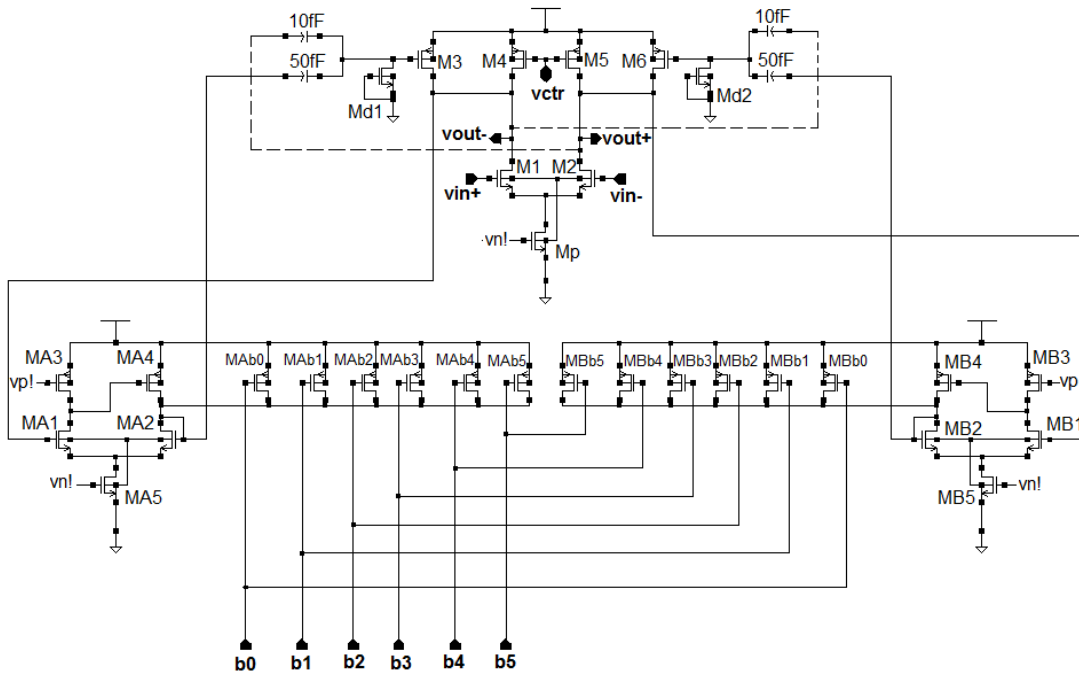 10fF
10fF
50fF
M3
M4
M5
M6
50fF
Md1
vctr
Md2
vout-
vout+
M1
M2
vin+
vin-
vn!
Mp
MA3
MA4
MAb0
MAb1
MAb2
MAb3
MAb4
MAb5
MBb5
MBb4
MBb3
MBb2
MBb1
MBb0
MB4
MB3
vp!
vp
MA1
MA2
MB2
MB1
vn!
MA5
MB5
vn!
b0
b1
b2
b3
b4
b5